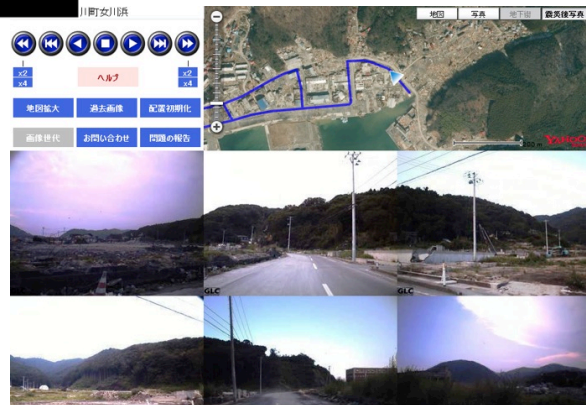 川町女川浜
x2
x4
ヘルプ
x2
x4
地図拡大
過去画像
配置初期化
画像世代
お問い合わせ
問題の報告
地図
写真
地下街
震災後写真
GLC
GLC